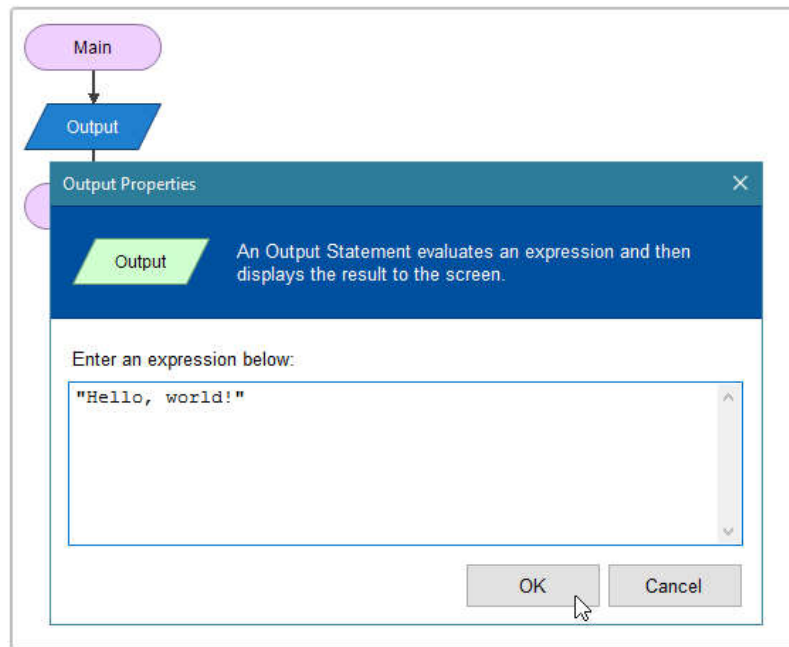 Main
Output
Output Properties
Output
An Output Statement evaluates an expression and then
displays the result to the screen.
Enter an expression below:
"Hello, world!"
OK
Cancel